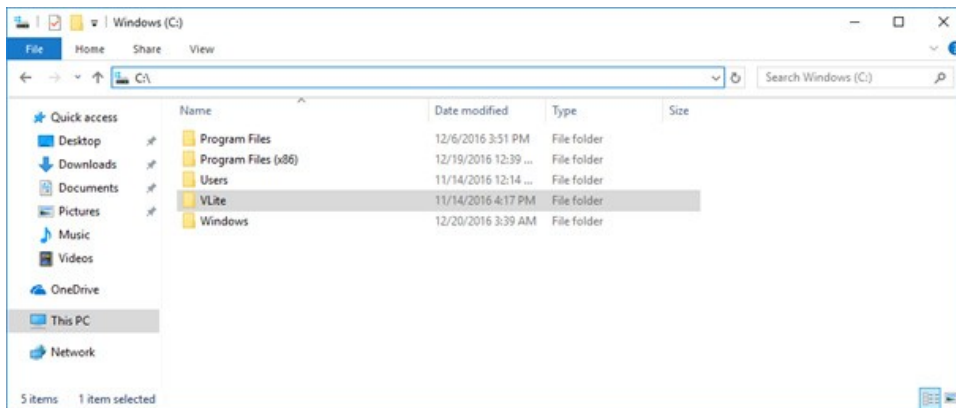 Windows (C:)
File Home Share View
C:\ Search Windows (C:)
Name Date modified Type Size
Quick access
Desktop
Downloads
Documents
Pictures
Music
Videos
OneDrive
This PC
Network
Program Files 12/6/2016 3:51 PM File folder
Program Files (x86) 12/19/2016 12:39 ... File folder
Users 11/14/2016 12:14 ... File folder
VLite 11/14/2016 4:17 PM File folder
Windows 12/20/2016 3:39 AM File folder
5 items 1 item selected